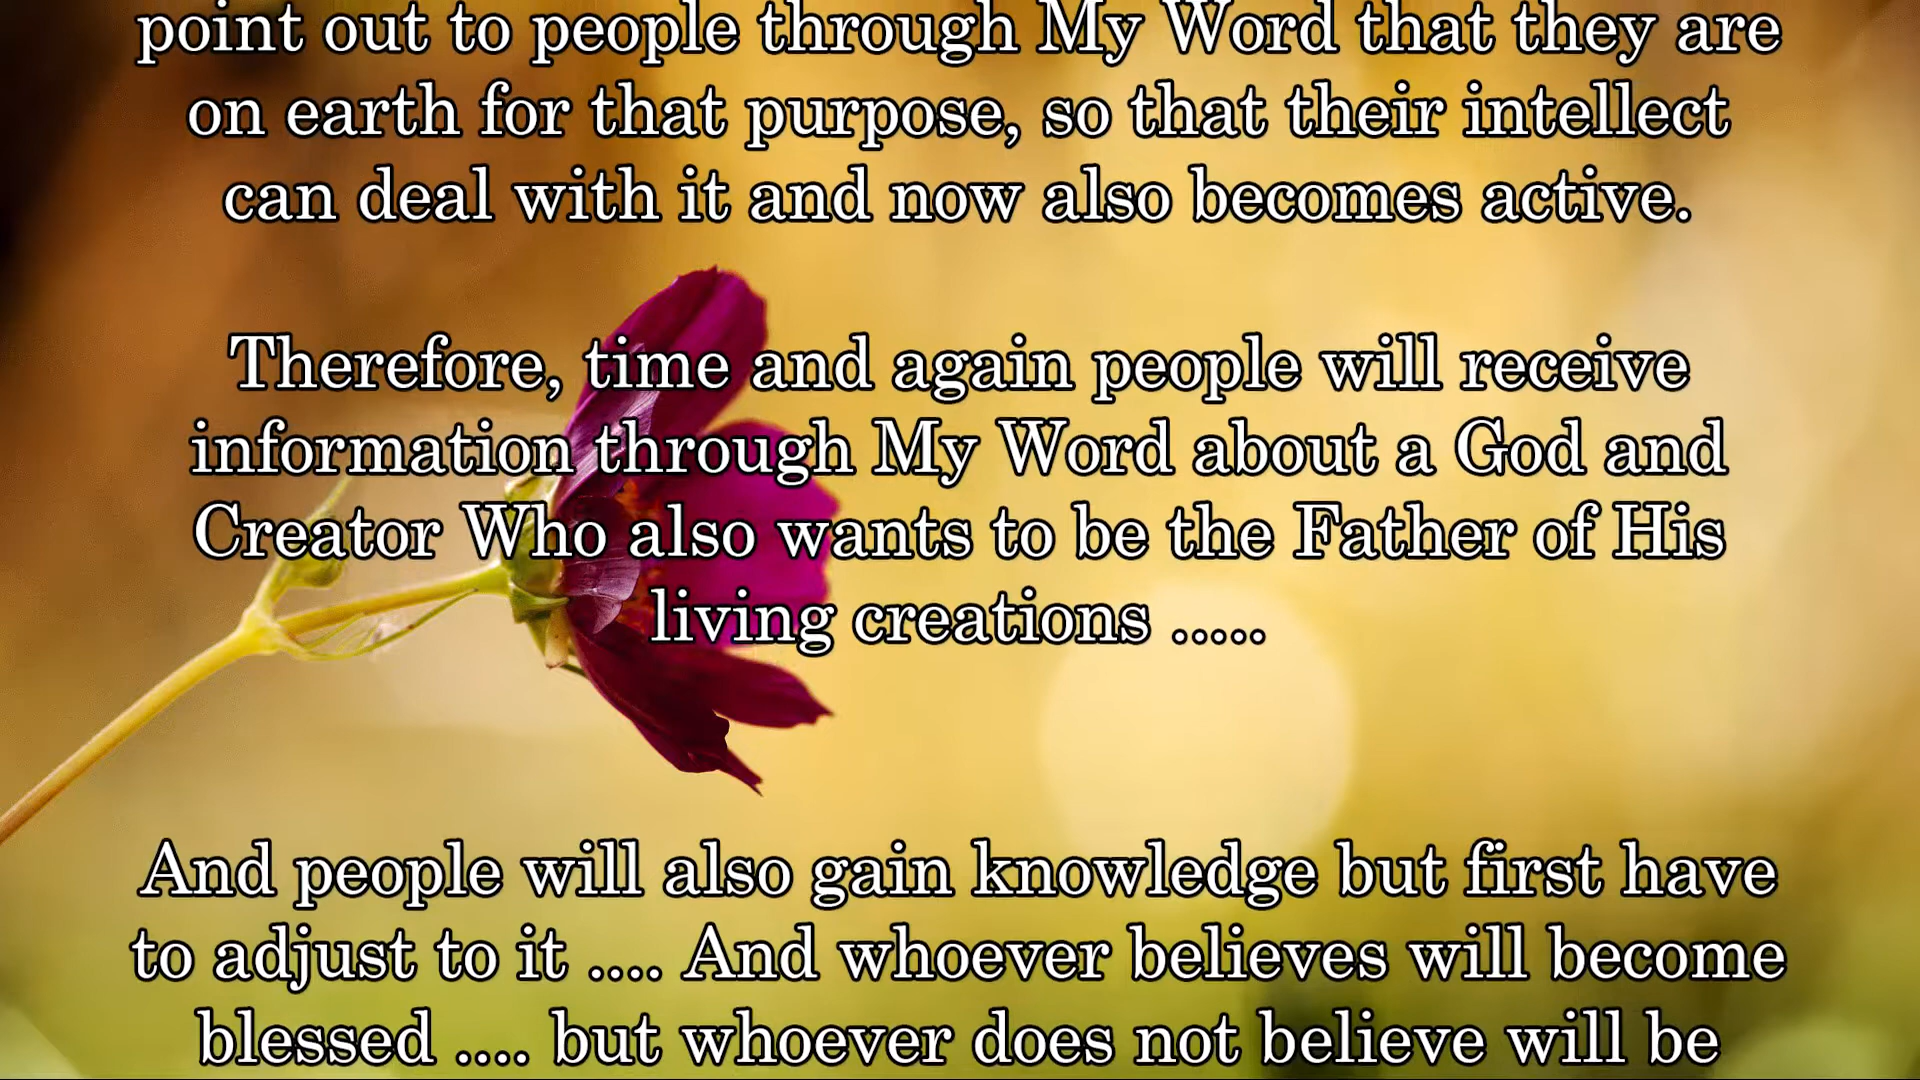 point out to people through My Word that they are
on earth for that purpose, so that their intellect
can deal with it and now also becomes active.
Therefore, time and again people will receive
information through My Word about a God and
Creator Who also wants to be the Father of His
living creations .....
And people will also gain knowledge but first have
to adjust to it .... And whoever believes will become
blessed .... but whoever does not believe will be